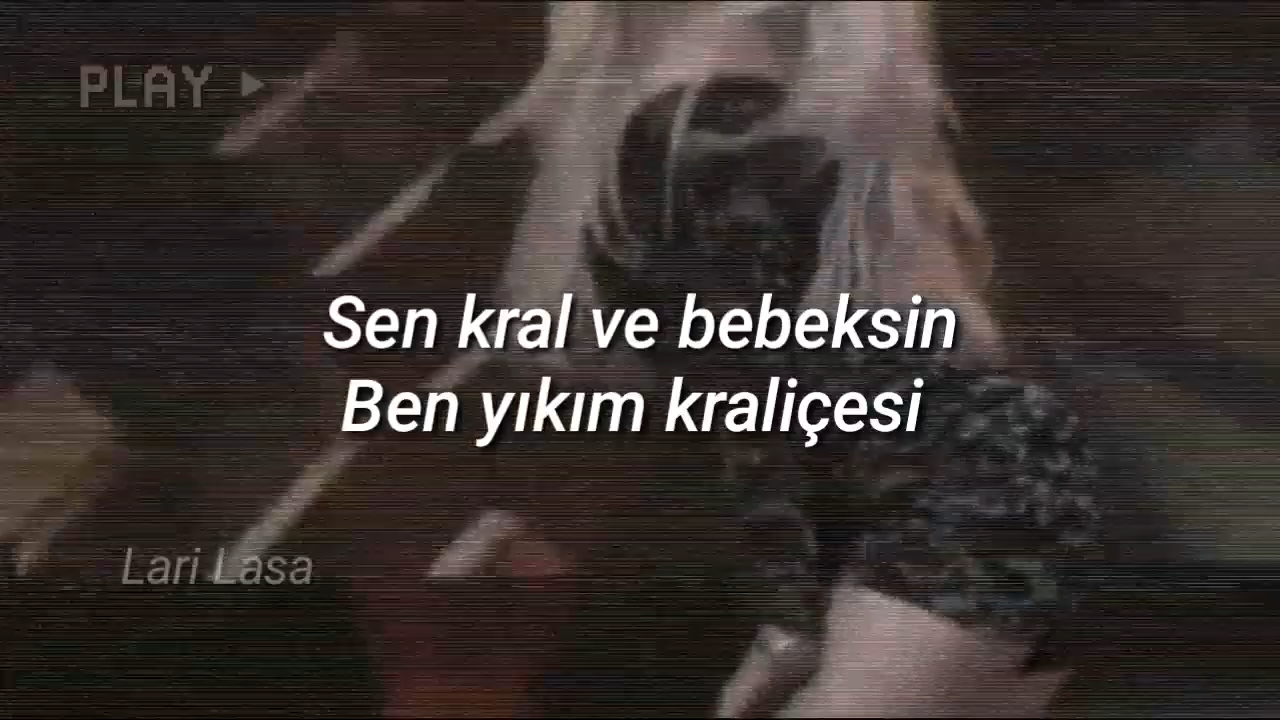 PLAY
Sen kral ve bebeksin
Ben yıkım kraliçesi
Lari Lasa